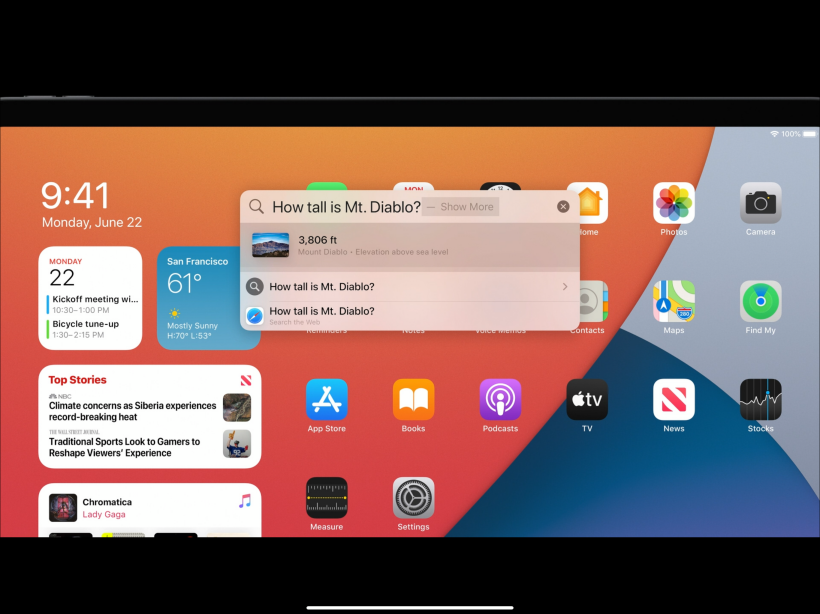 100%
9:41
Monday, June 22
MON
12
How tall is Mt. Diablo? — Show More
3,806 ft
Mount Diablo • Elevation above sea level
How tall is Mt. Diablo?
How tall is Mt. Diablo?
Search the Web
MONDAY
22
Kickoff meeting wi...
10:30–1:00 PM
Bicycle tune-up
1:30–2:15 PM
San Francisco
61°
Mostly Sunny
H:70° L:53°
Home
Photos
Camera
Reminders
Notes
Voice Memos
Contacts
280
Maps
Find My
Top Stories
NBC
Climate concerns as Siberia experiences
record-breaking heat
THE WALL STREET JOURNAL
Traditional Sports Look to Gamers to
Reshape Viewers' Experience
App Store
Books
Podcasts
tv
TV
News
Stocks
Chromatica
Lady Gaga
Measure
Settings